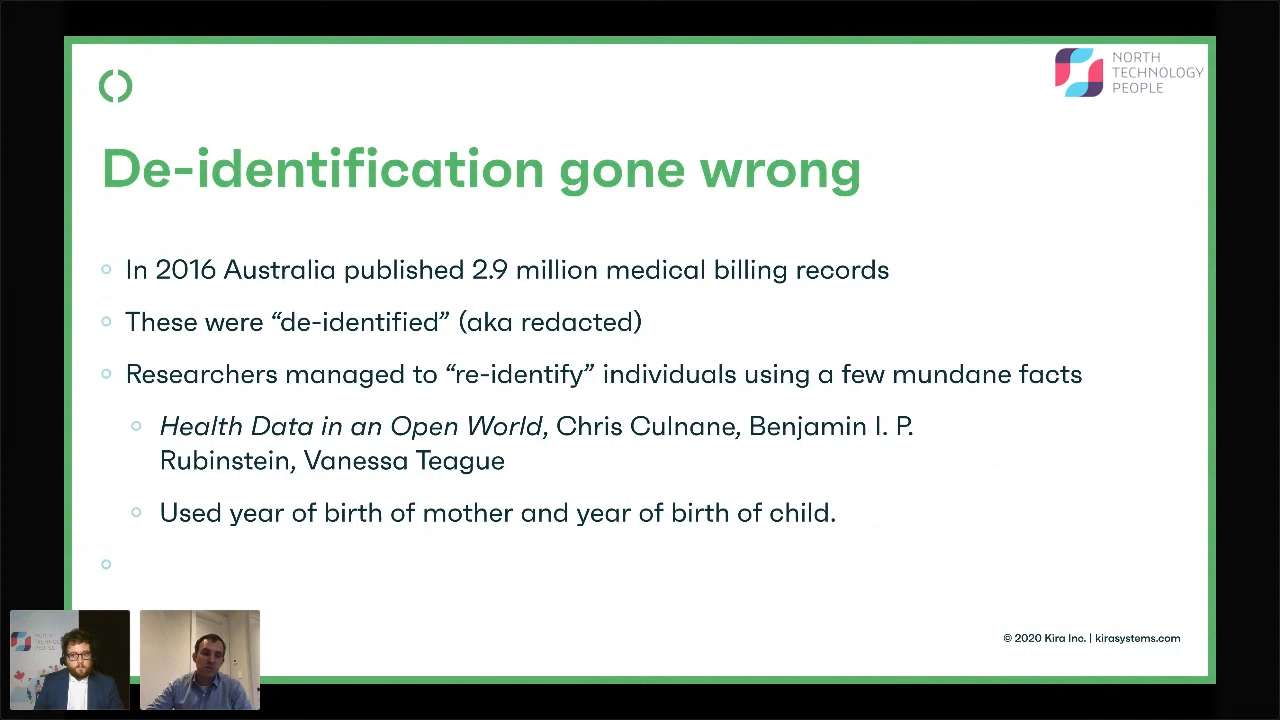 NORTH
TECHNOLOGY
PEOPLE
De-identification gone wrong
In 2016 Australia published 2.9 million medical billing records
These were “de-identified” (aka redacted)
Researchers managed to “re-identify” individuals using a few mundane facts
Health Data in an Open World, Chris Culnane, Benjamin I. P.
Rubinstein, Vanessa Teague
Used year of birth of mother and year of birth of child.
© 2020 Kira Inc. | kirasystems.com